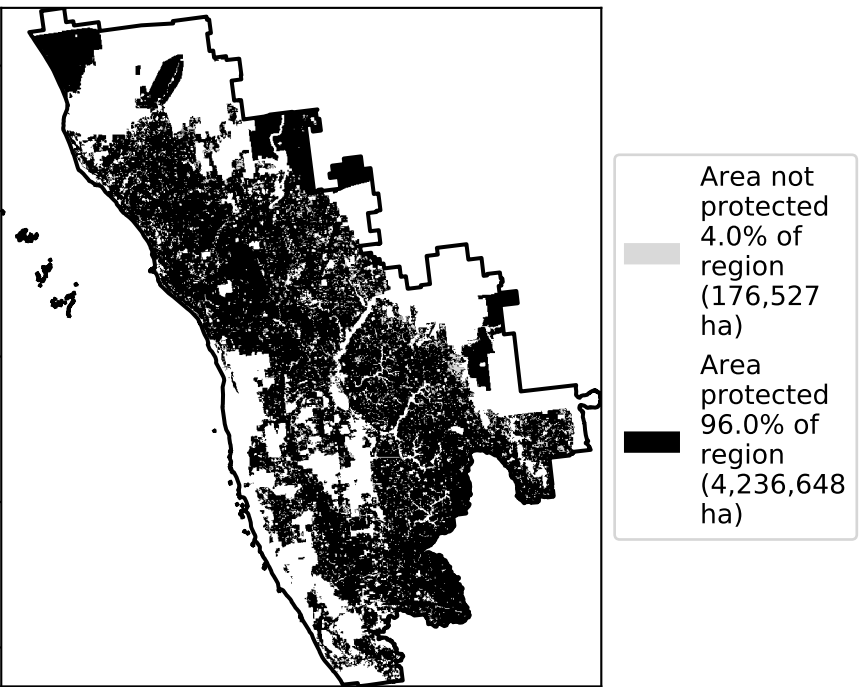 Area not
protected
4.0% of
region
(176,527
ha)
Area
protected
96.0% of
region
(4,236,648
ha)